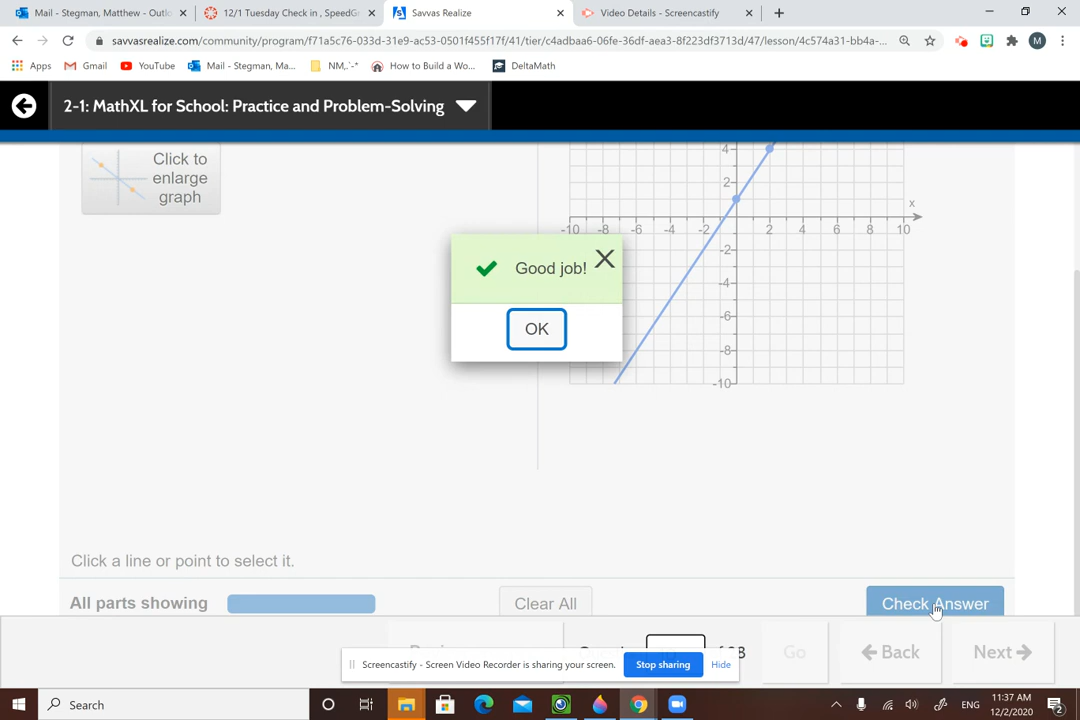 Mail - Stegman, Matthew - Outlo
12/1 Tuesday Check in , SpeedG
Savvas Realize
Video Details - Screencastify
savvasrealize.com/community/program/f71a5c76-033d-31e9-ac53-0501f455f17f/41/tier/c4adbaa6-06fe-36df-aea3-8f223df3713d/47/lesson/4c574a31-bb4a-...
M
Apps
Gmail
YouTube
Mail - Stegman, Ma...
NM,.`-*
How to Build a Wo...
DeltaMath
2-1: MathXL for School: Practice and Problem-Solving
Click to
enlarge
graph
4
2
x
-10 -8 -6 -4 -2 2 4 6 8 10
-2
-4
-6
-8
-10
Good job!
OK
Click a line or point to select it.
All parts showing
Clear All
Check Answer
Go
Back
Next
Screencastify - Screen Video Recorder is sharing your screen.
Stop sharing
Hide
Search
ENG
11:37 AM
12/2/2020
2